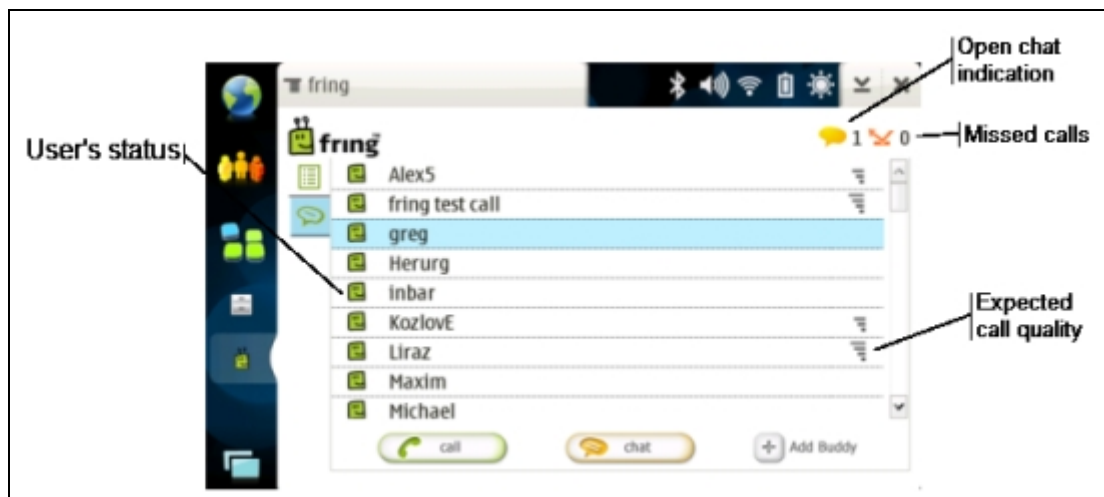 Open chat
indication
fring
User's status
fring™
1 0
Missed calls
Alex5
fring test call
greg
Herurg
inbar
KozlovE
Expected
call quality
Liraz
Maxim
Michael
call chat Add Buddy